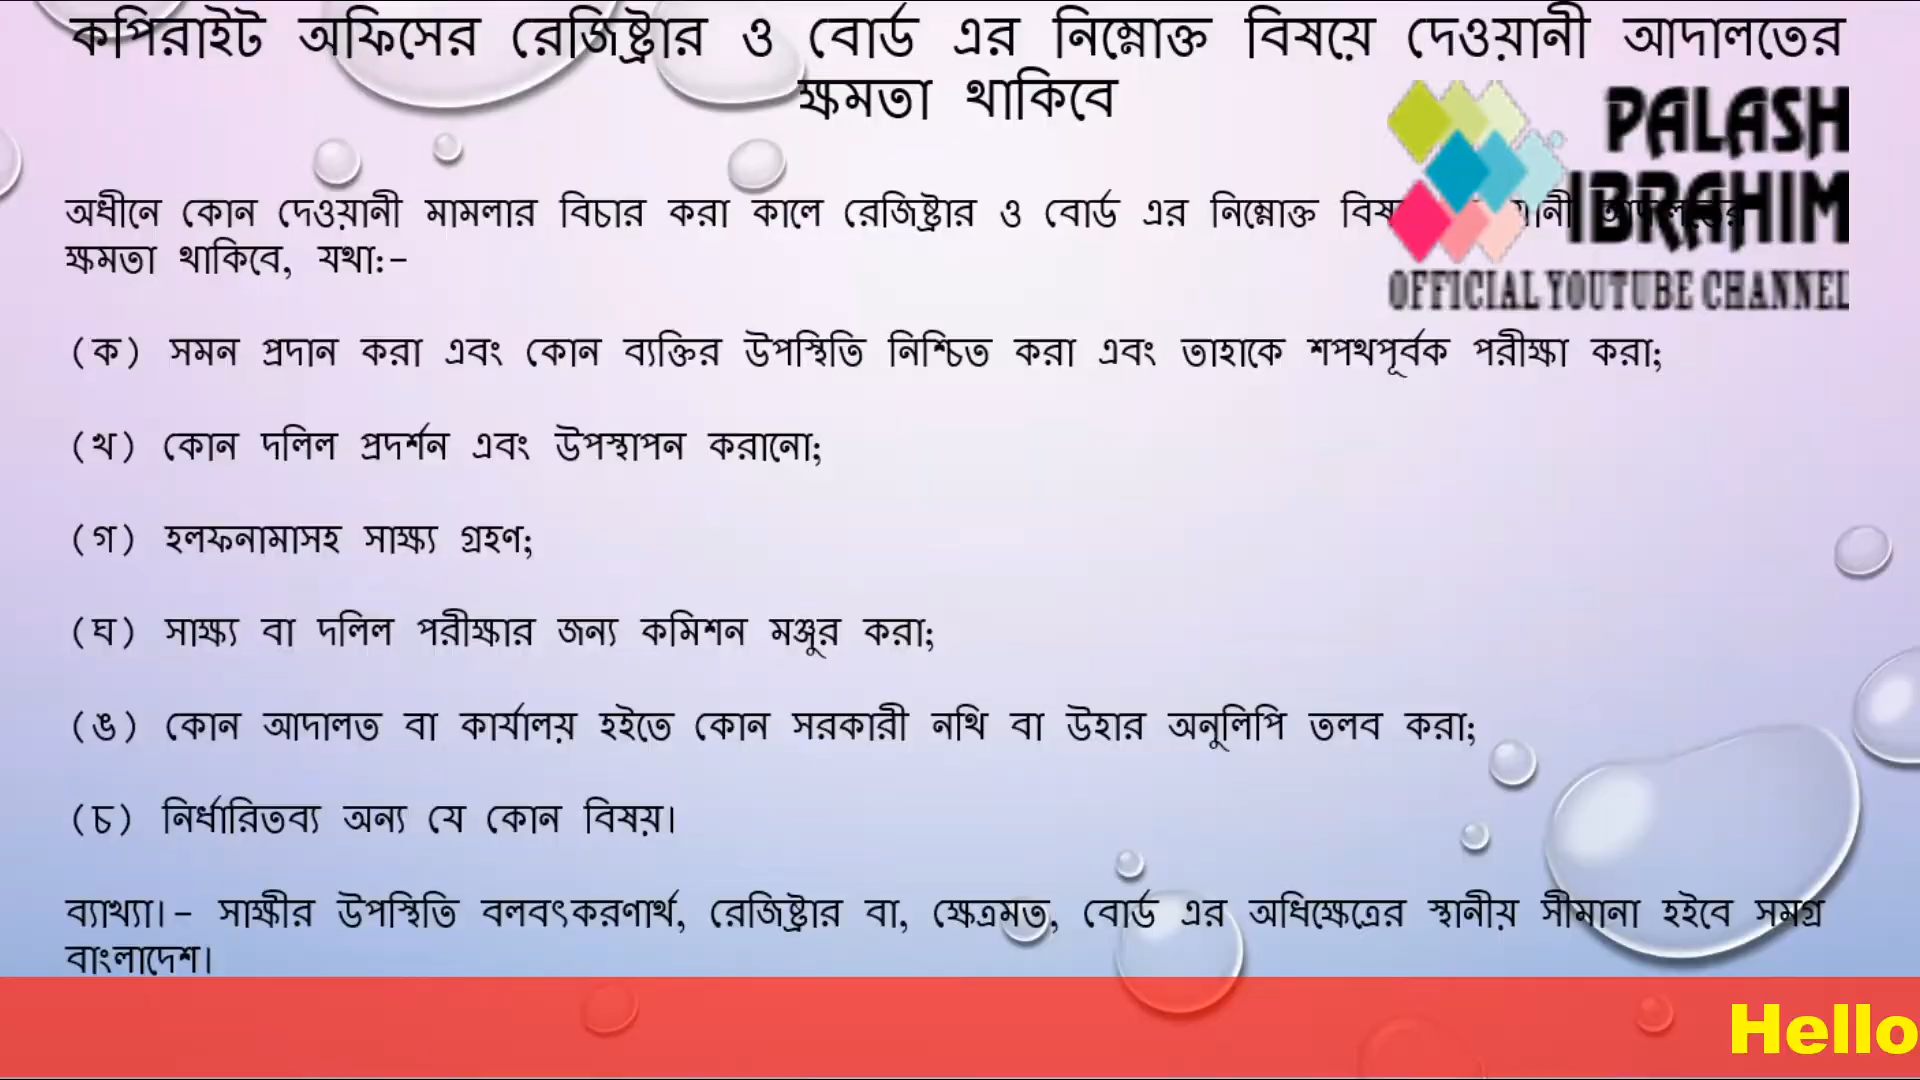 কপিরাইট অফিসের রেজিষ্ট্রার ও বোর্ড এর নিম্নোক্ত বিষয়ে দেওয়ানী আদালতের
ক্ষমতা থাকিবে
PALASH
IBRAHIM
OFFICIAL YOUTUBE CHANNEL
অধীনে কোন দেওয়ানী মামলার বিচার করা কালে রেজিষ্ট্রার ও বোর্ড এর নিম্নোক্ত আদালতের
ক্ষমতা থাকিবে, যথা:-
(ক) সমন প্রদান করা এবং কোন ব্যক্তির উপস্থিতি নিশ্চিত করা এবং তাহাকে শপথপূর্বক পরীক্ষা করা;
(খ) কোন দলিল প্রদর্শন এবং উপস্থাপন করানো;
(গ) হলফনামাসহ সাক্ষ্য গ্রহণ;
(ঘ) সাক্ষ্য বা দলিল পরীক্ষার জন্য কমিশন মঞ্জুর করা;
(ঙ) কোন আদালত বা কার্যালয় হইতে কোন সরকারী নথি বা উহার অনুলিপি তলব করা;
(চ) নির্ধারিতব্য অন্য যে কোন বিষয়।
ব্যাখ্যা।- সাক্ষীর উপস্থিতি বলবৎকরণার্থ, রেজিষ্ট্রার বা, ক্ষেত্রমত, বোর্ড এর অধিক্ষেত্রের স্থানীয় সীমানা হইবে সমগ্র
বাংলাদেশ।
Hello